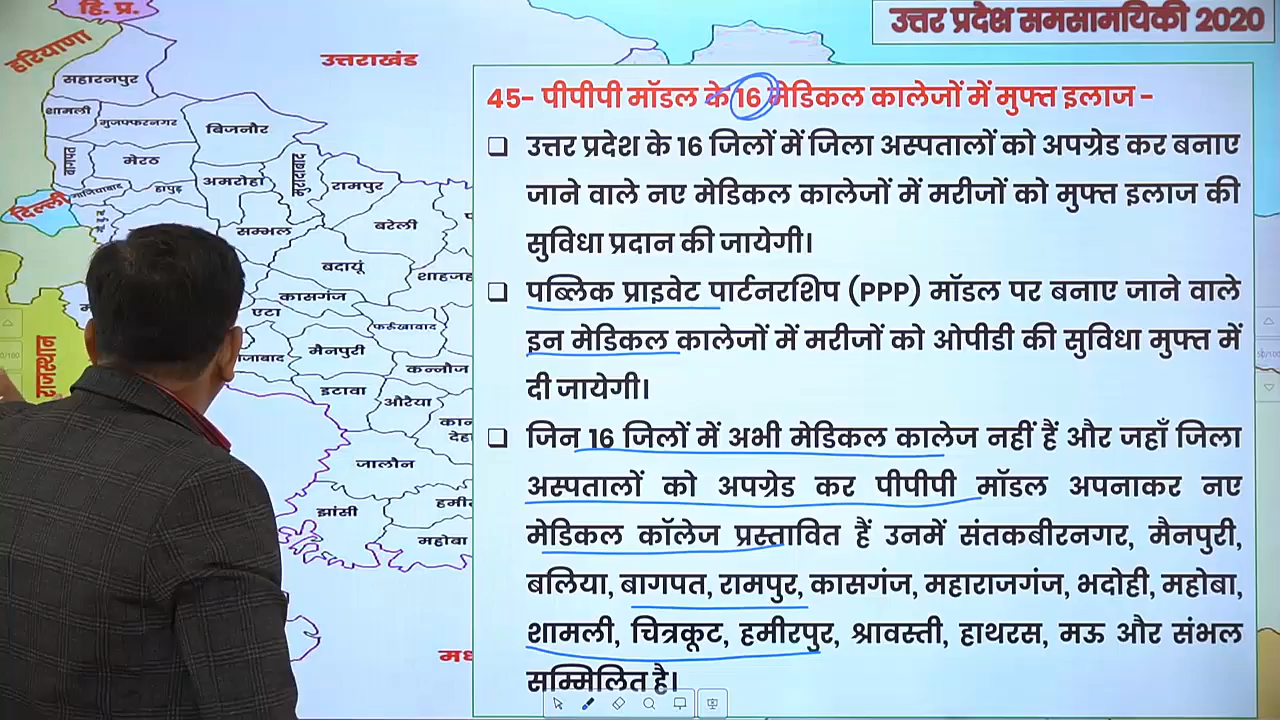 उत्तर प्रदेश समसामयिकी 2020
हि. प्र.
हरियाणा
उत्तराखंड
सहारनपुर
शामली
मुजफ्फरनगर
बिजनौर
बागपत
मेरठ
अमरोहा
मुरादाबाद
रामपुर
दिल्ली
गाजियाबाद
हापुड़
सम्भल
बरेली
बदायूं
शाहजह
कासगंज
एटा
फर्रुखाबाद
मैनपुरी
कन्नौज
राजस्थान
इटावा
औरैया
जालौन
झांसी
महोबा
45- पीपीपी मॉडल के 16 मेडिकल कालेजों में मुफ्त इलाज -
उत्तर प्रदेश के 16 जिलों में जिला अस्पतालों को अपग्रेड कर बनाए
जाने वाले नए मेडिकल कालेजों में मरीजों को मुफ्त इलाज की
सुविधा प्रदान की जायेगी।
पब्लिक प्राइवेट पार्टनरशिप (PPP) मॉडल पर बनाए जाने वाले
इन मेडिकल कालेजों में मरीजों को ओपीडी की सुविधा मुफ्त में
दी जायेगी।
जिन 16 जिलों में अभी मेडिकल कालेज नहीं हैं और जहाँ जिला
अस्पतालों को अपग्रेड कर पीपीपी मॉडल अपनाकर नए
मेडिकल कॉलेज प्रस्तावित हैं उनमें संतकबीरनगर, मैनपुरी,
बलिया, बागपत, रामपुर, कासगंज, महाराजगंज, भदोही, महोबा,
शामली, चित्रकूट, हमीरपुर, श्रावस्ती, हाथरस, मऊ और संभल
सम्मिलित है।